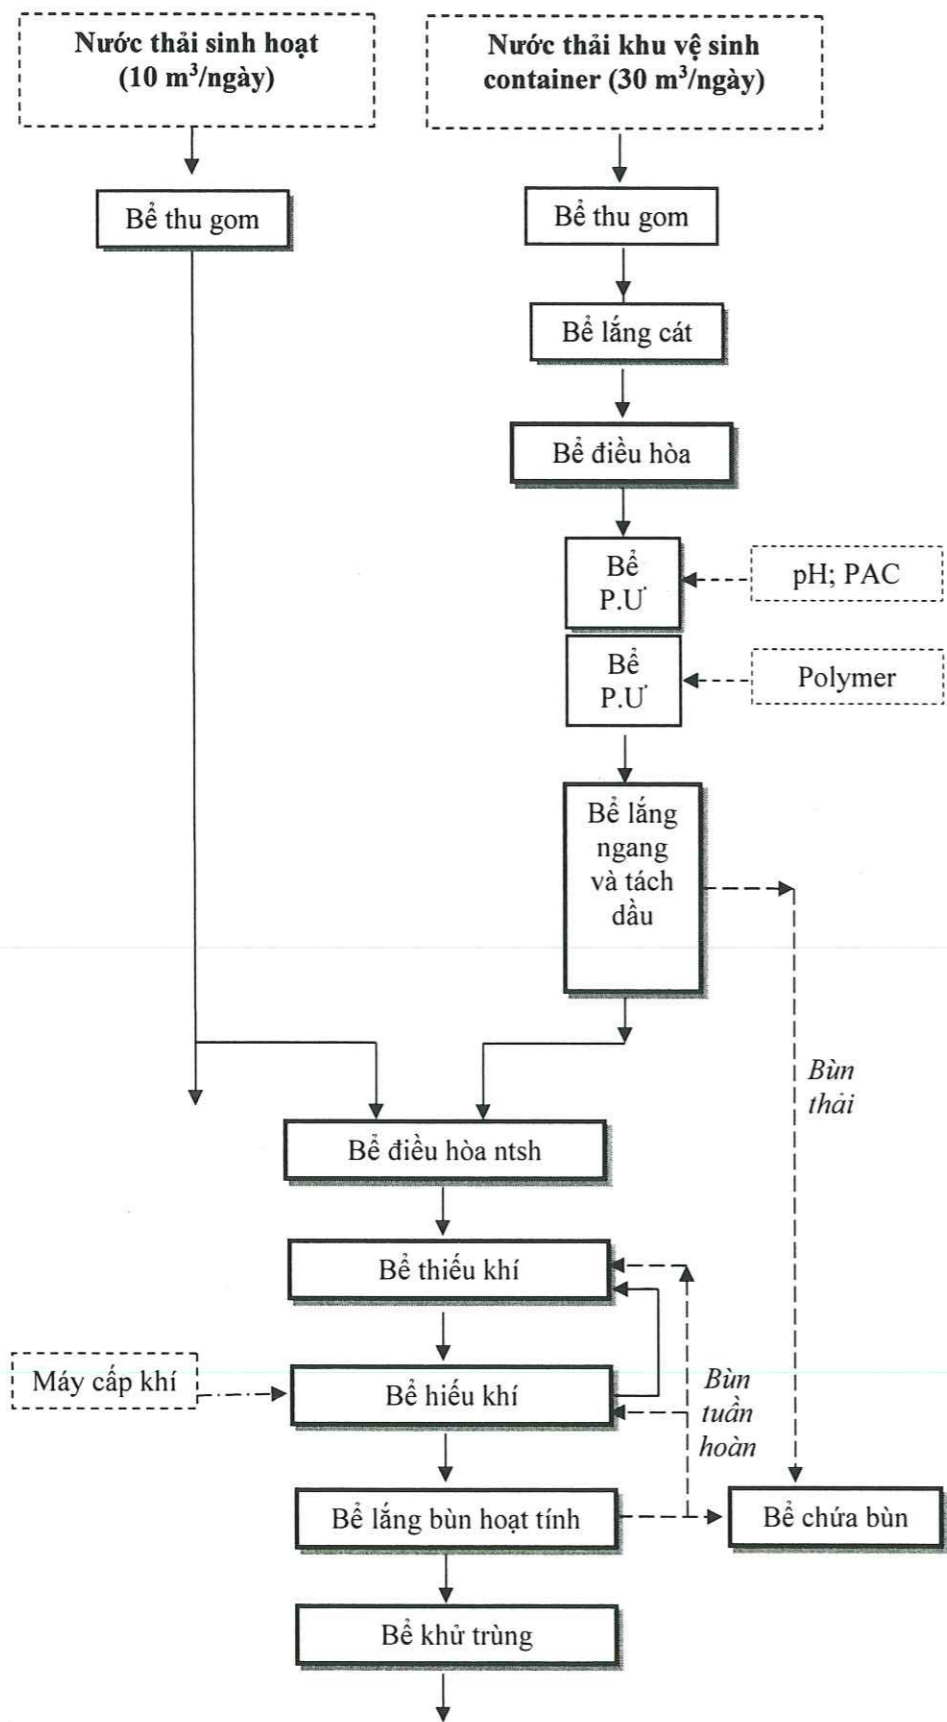 Nước thải sinh hoạt
(10 m³/ngày)
Nước thải khu vệ sinh
container (30 m³/ngày)
Bể thu gom
Bể thu gom
Bể lắng cát
Bể điều hòa
Bể
P.Ư
pH; PAC
Bể
P.Ư
Polymer
Bể lắng
ngang
và tách
dầu
Bùn
thải
Bể điều hòa ntsh
Bể thiếu khí
Máy cấp khí
Bể hiếu khí
Bùn
tuần
hoàn
Bể lắng bùn hoạt tính
Bể chứa bùn
Bể khử trùng